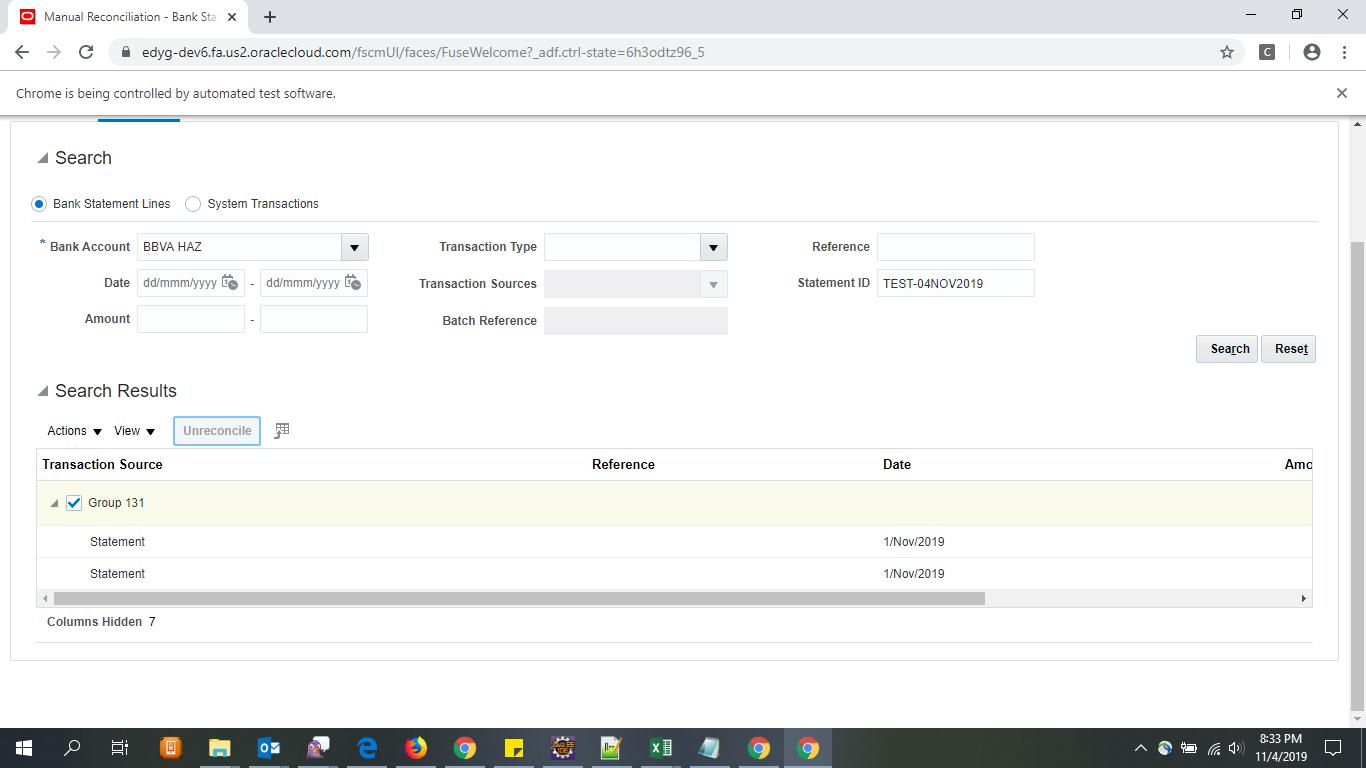 Manual Reconciliation - Bank Sta
edyg-dev6.fa.us2.oraclecloud.com/fscmUI/faces/FuseWelcome?_adf.ctrl-state=6h3odtz96_5
C
Chrome is being controlled by automated test software.
Search
Bank Statement Lines System Transactions
* Bank Account BBVA HAZ Transaction Type Reference
Date dd/mmm/yyyy - dd/mmm/yyyy Transaction Sources Statement ID TEST-04NOV2019
Amount - Batch Reference
Search Reset
Search Results
Actions View Unreconcile
Transaction Source Reference Date Amo
Group 131
Statement 1/Nov/2019
Statement 1/Nov/2019
Columns Hidden 7
8:33 PM
11/4/2019